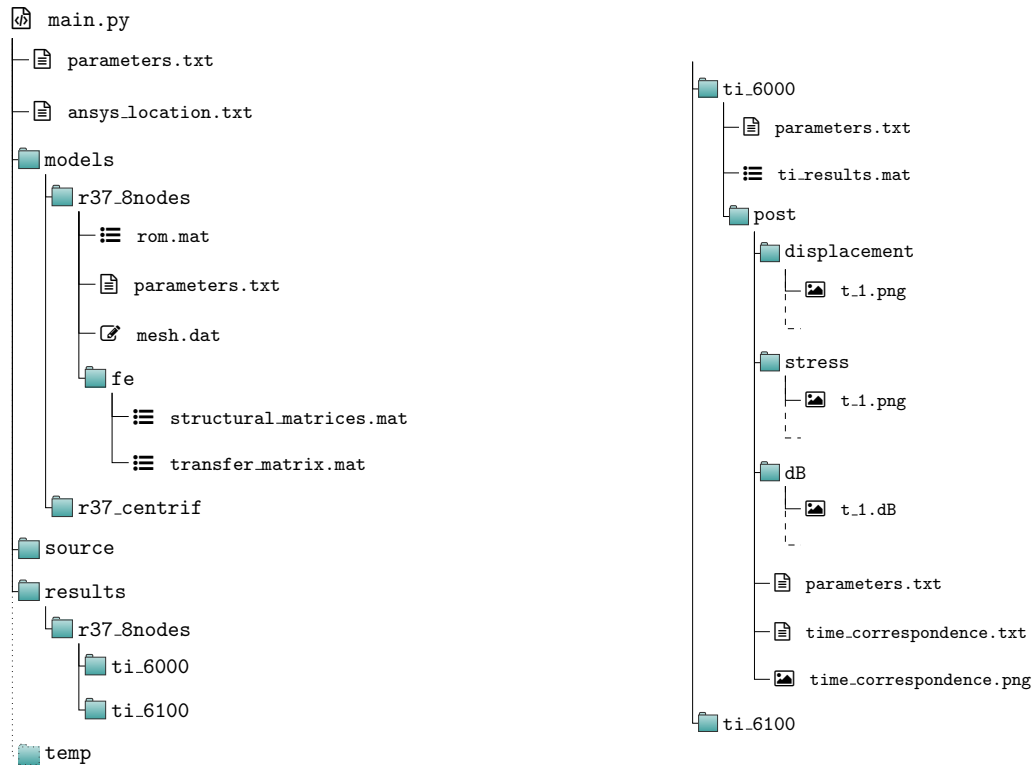 main.py
parameters.txt
ansys_location.txt
models
r37_8nodes
rom.mat
parameters.txt
mesh.dat
fe
structural_matrices.mat
transfer_matrix.mat
r37_centrif
source
results
r37_8nodes
ti_6000
ti_6100
temp
ti_6000
parameters.txt
ti_results.mat
post
displacement
t_1.png
stress
t_1.png
dB
t_1.dB
parameters.txt
time_correspondence.txt
time_correspondence.png
ti_6100